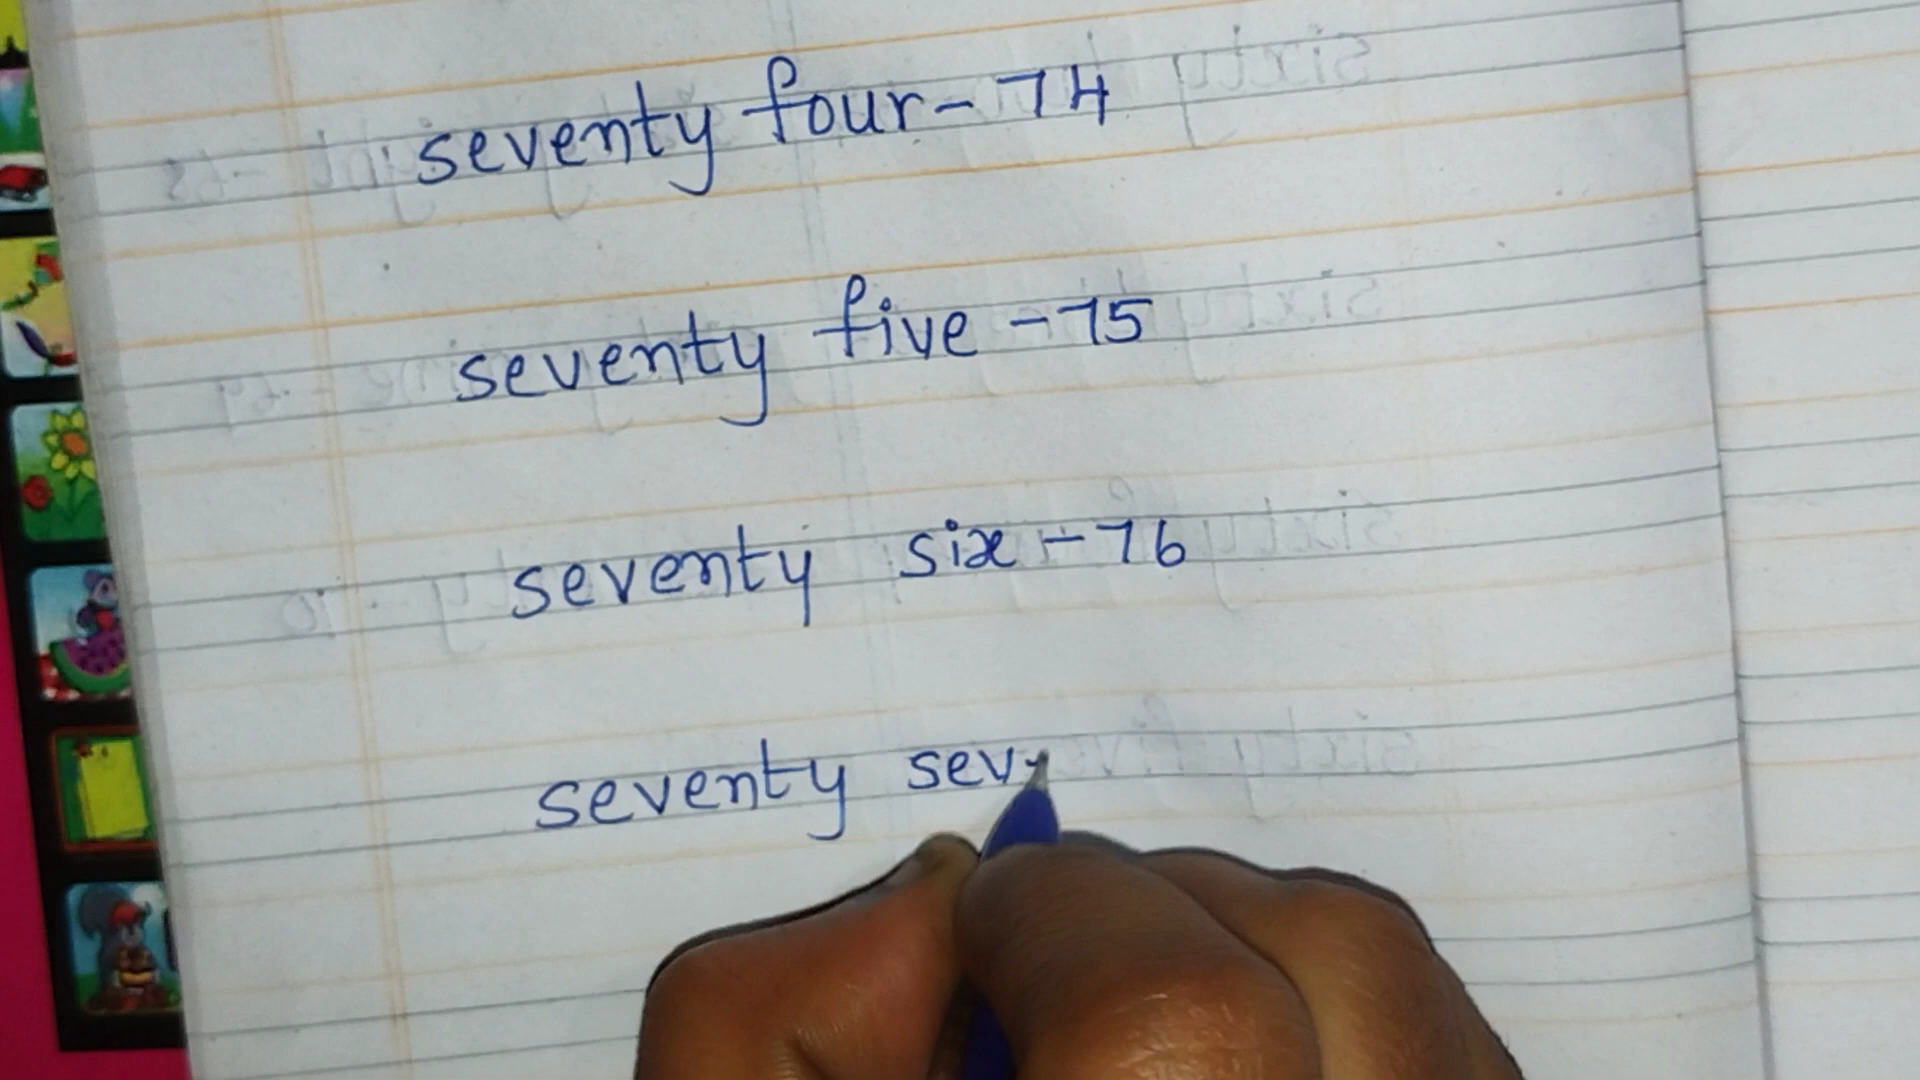 seventy four - 74
seventy five - 75
seventy six - 76
seventy sev